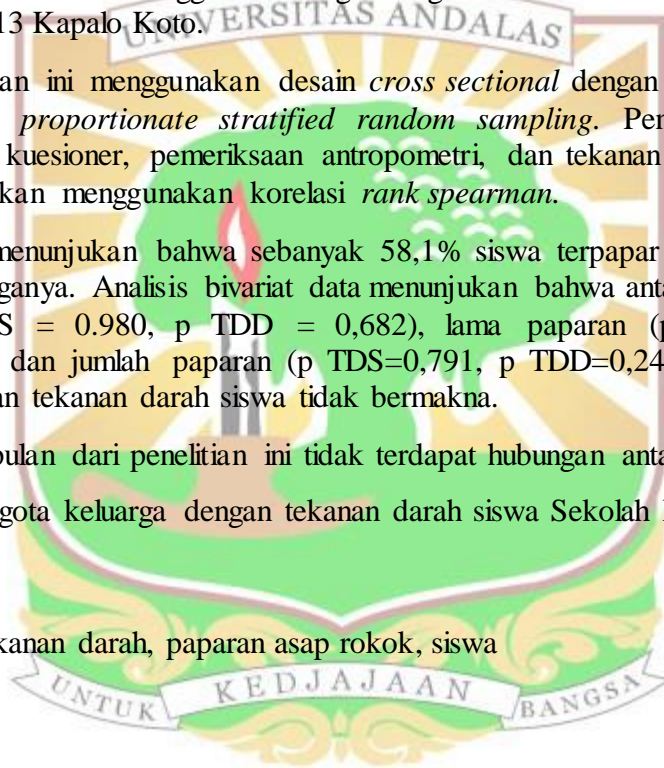 13 Kapalo Koto.
UNIVERSITAS ANDALAS
an ini menggunakan desain cross sectional dengan
proportionate stratified random sampling. Per
kuesioner, pemeriksaan antropometri, dan tekanan
kan menggunakan korelasi rank spearman.
menunjukan bahwa sebanyak 58,1% siswa terpapar
ganya. Analisis bivariat data menunjukan bahwa anta
S = 0.980, p TDD = 0,682), lama paparan (p
dan jumlah paparan (p TSD=0,791, p TDD=0,24
an tekanan darah siswa tidak bermakna.
pulan dari penelitian ini tidak terdapat hubungan anta
gota keluarga dengan tekanan darah siswa Sekolah
kanan darah, paparan asap rokok, siswa
UNTUK KEDJAJAAN BANGSA